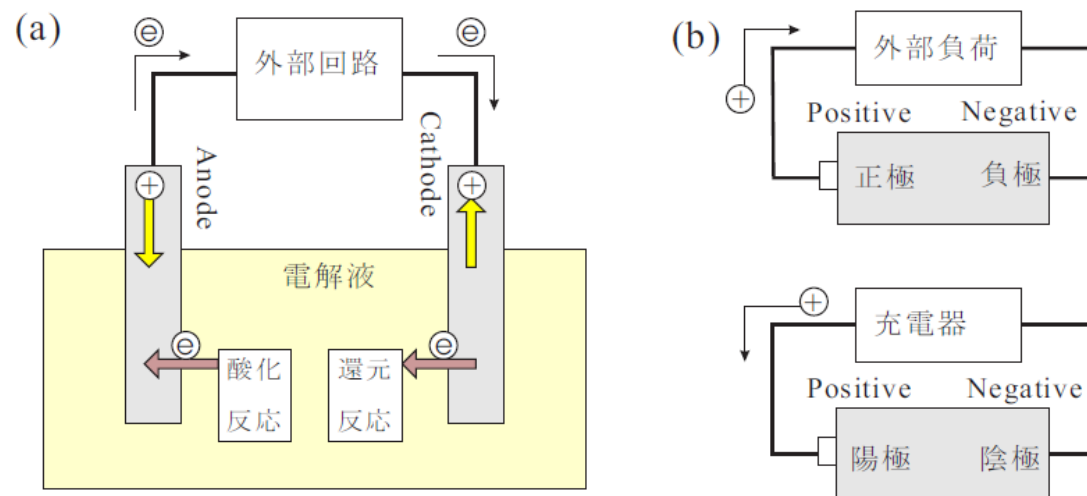 (a)
ⓔ
ⓔ
外部回路
Anode
Cathode
⊕
⊕
電解液
ⓔ
ⓔ
酸化
反応
還元
反応
(b)
外部負荷
⊕
Positive
Negative
正極
負極
⊕
充電器
Positive
Negative
陽極
陰極